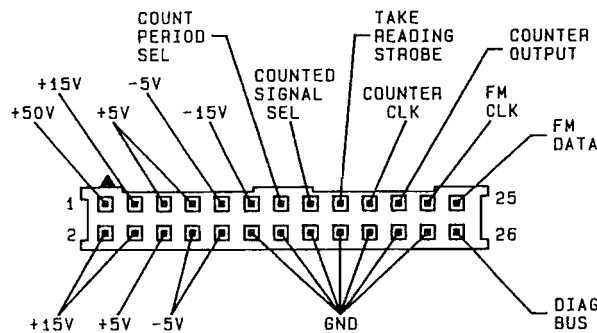 COUNT
PERIOD
SEL
TAKE
READING
STROBE
COUNTER
OUTPUT
+15V
-5V
COUNTED
SIGNAL
SEL
COUNTER
CLK
FM
CLK
+50V
+5V
-15V
FM
DATA
1
25
2
26
+15V
+5V
-5V
GND
DIAG
BUS